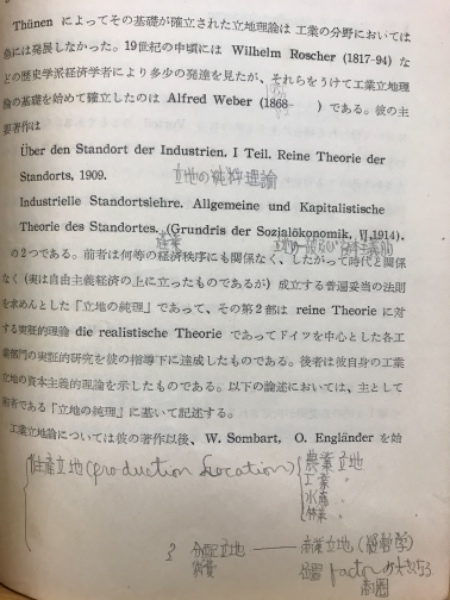 Thünen によってその基礎が確立された立地理論は 工業の分野においては
急には発展しなかった。19世紀の中頃には Wilhelm Roscher (1817-94) な
どの歴史学派経済学者により多少の発達を見たが、それらをうけて工業立地理
論の基礎を始めて確立したのは Alfred Weber (1868- ) である。彼の主
要著作は
Über den Standort der Industrien. I Teil. Reine Theorie der
Standorts, 1909. 立地の純粋理論
Industrielle Standortslehre. Allgemeine und Kapitalistische
Theorie des Standortes. (Grundris der Sozialökonomik, VI,1914).
産業
の2つである。前者は何等の経済秩序にも関係なく、したがって時代と関係
なく (実は自由主義経済の上に立ったものであるが) 成立する普遍妥当の法則
を求めんとした『立地の純理』であって、その第2部は reine Theorie に対
する実証的理論 die realistische Theorie であってドイツを中心とした各工
業部門の実証的研究を彼の指導下に達成したものである。後者は彼自身の工業
立地の資本主義的理論を示したものである。以下の論述においては、主として
前者である『立地の純理』に基いて記述する。
工業立地論については彼の著作以後、W. Sombart, O. Engländer を始
生産立地 (production location) 農業立地
工業 〃
水産 〃
林業 〃
分配立地 ── 商業立地 (経営学)
消費 factor